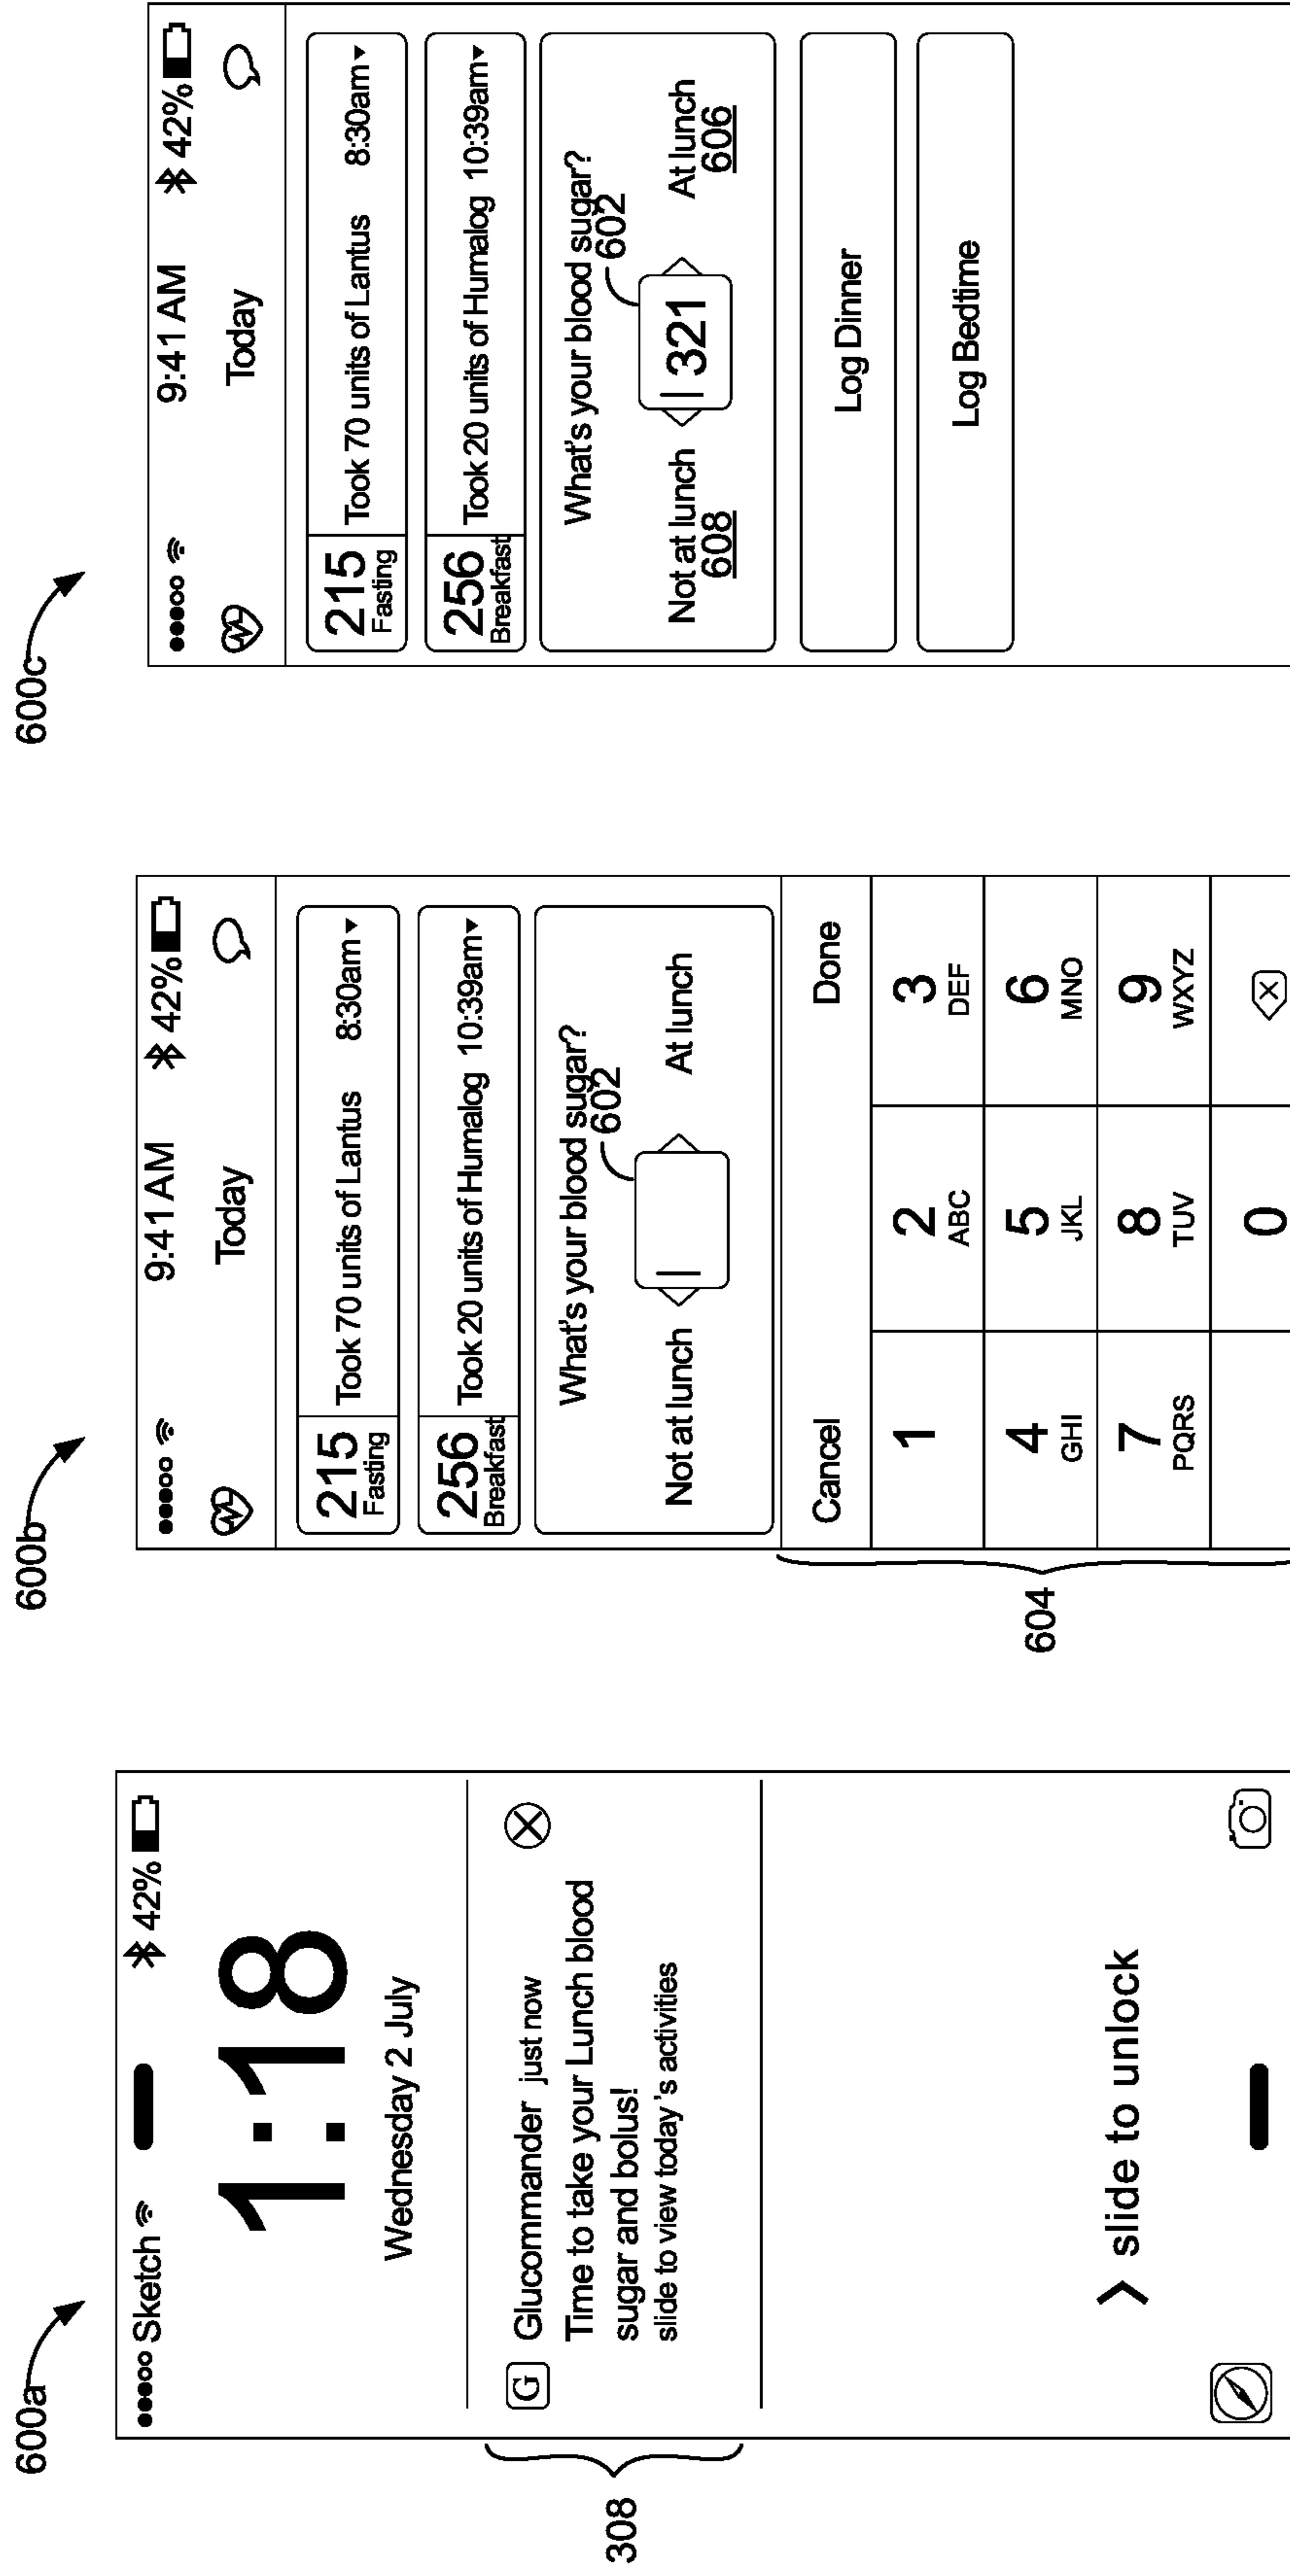 600a
Sketch 42%
1:18
Wednesday 2 July
G Glucommander just now
Time to take your Lunch blood
sugar and bolus!
slide to view today's activities
308
> slide to unlock
600b
9:41 AM 42%
Today
215 Fasting Took 70 units of Lantus 8:30am
256 Breakfast Took 20 units of Humalog 10:39am
What's your blood sugar?
602
Not at lunch At lunch
Cancel Done
1 2 ABC 3 DEF
4 GHI 5 JKL 6 MNO
7 PQRS 8 TUV 9 WXYZ
0
604
600c
9:41 AM 42%
Today
215 Fasting Took 70 units of Lantus 8:30am
256 Breakfast Took 20 units of Humalog 10:39am
What's your blood sugar?
602
Not at lunch 321 At lunch
608 606
Log Dinner
Log Bedtime